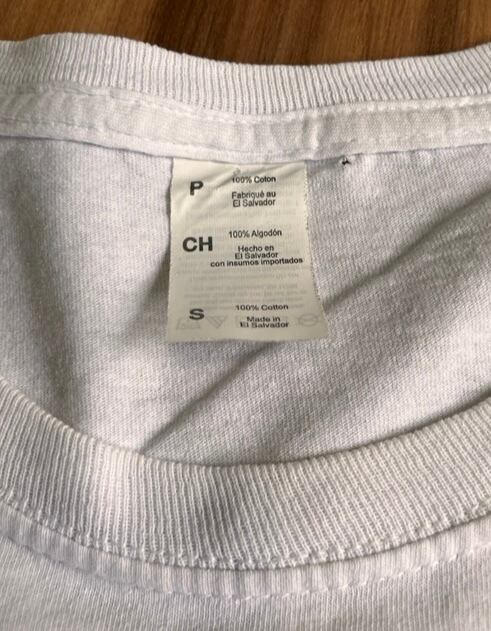 P
100% Coton
Fabriqué au
El Salvador
CH
100% Algodón
Hecho en
El Salvador
con insumos importados
S
100% Cotton
Made in
El Salvador